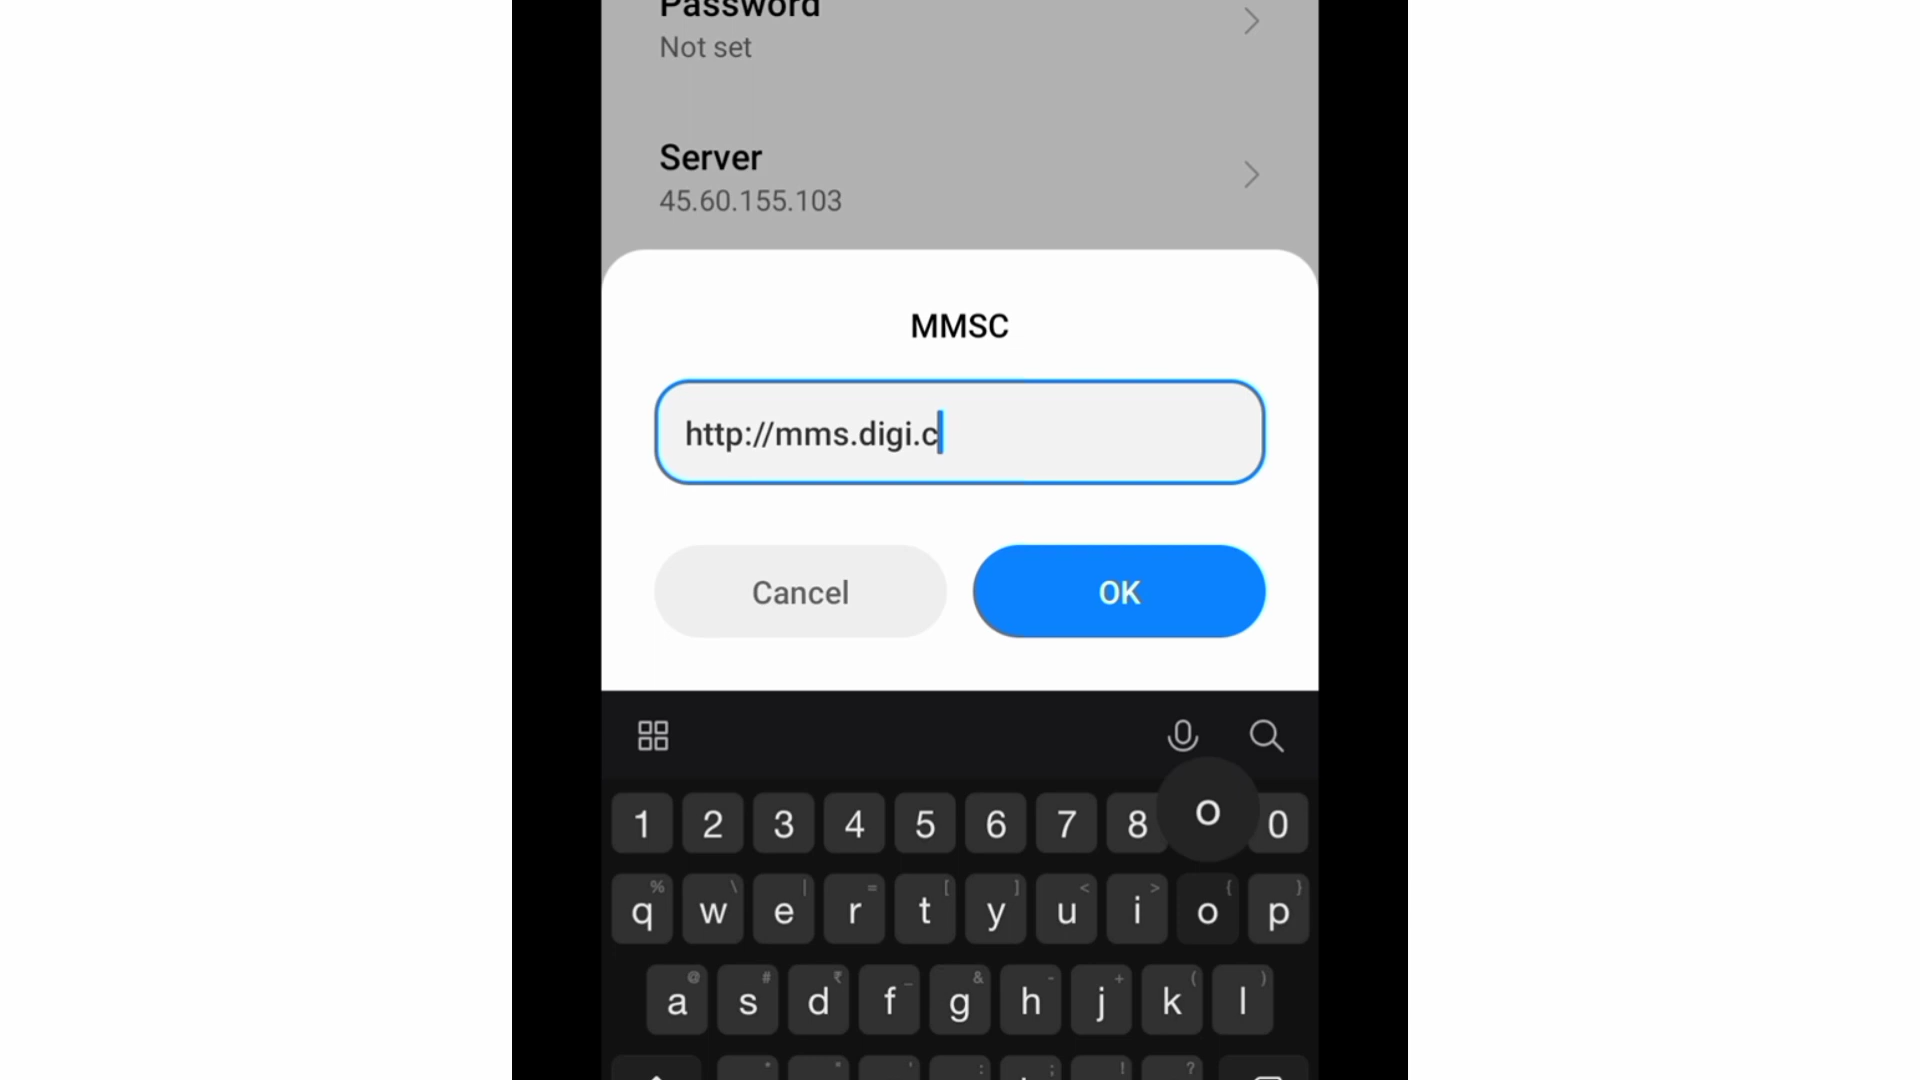 Password
Not set
Server
45.60.155.103
MMSC
http://mms.digi.c
Cancel
OK
1 2 3 4 5 6 7 8 o 0
% \ | = [ ] < > { }
q w e r t y u i o p
@ # ₹ _ & - + ( )
a s d f g h j k l
* " ' : ; ! ?